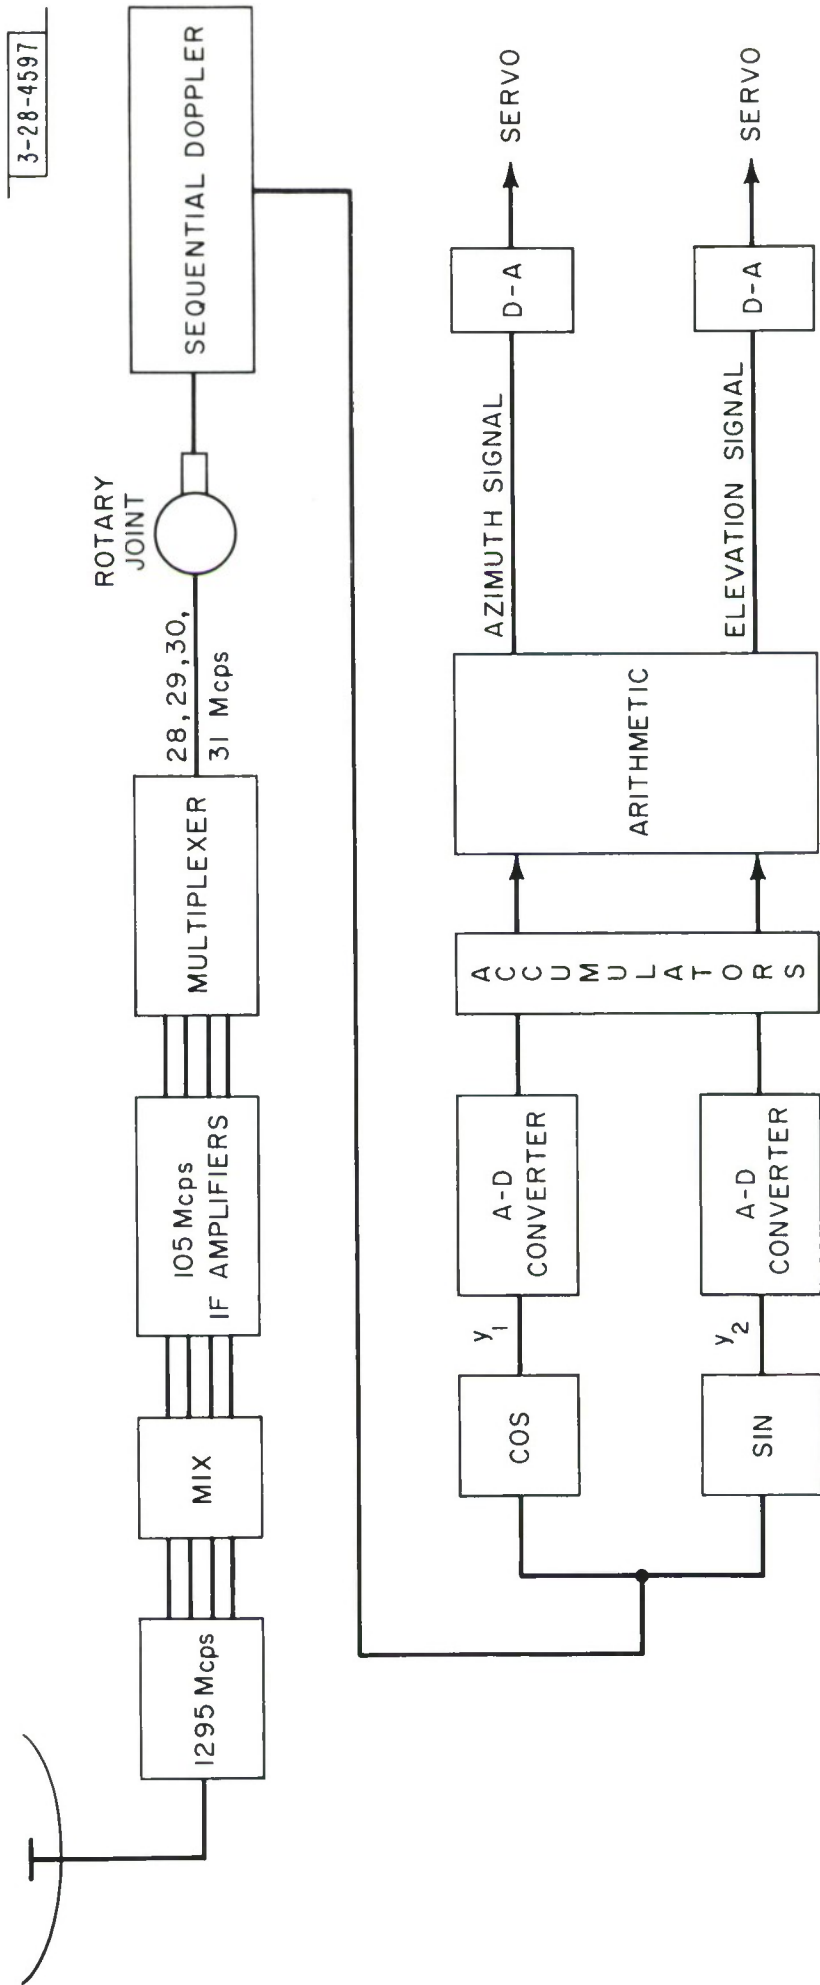 3-28-4597
1295 Mcps
MIX
105 Mcps
IF AMPLIFIERS
MULTIPLEXER
28, 29, 30,
31 Mcps
ROTARY
JOINT
SEQUENTIAL DOPPLER
COS
y1
A-D
CONVERTER
SIN
y2
A-D
CONVERTER
ACCUMULATORS
ARITHMETIC
AZIMUTH SIGNAL
D-A
SERVO
ELEVATION SIGNAL
D-A
SERVO